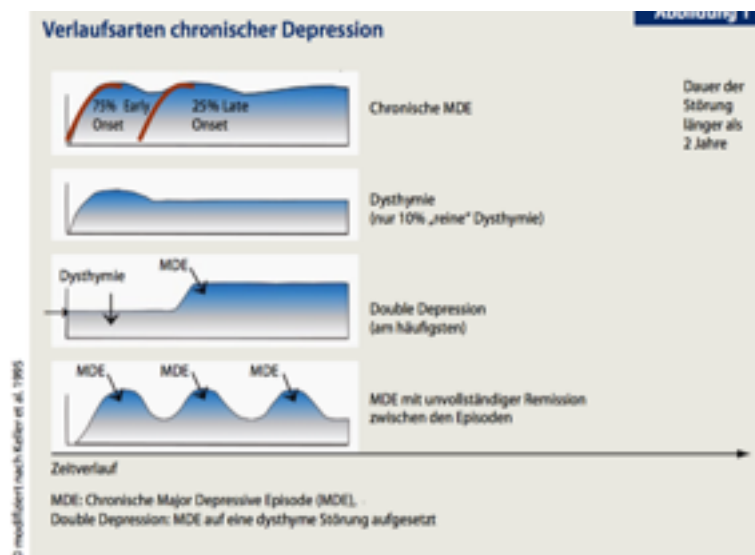 Abbildung 1
Verlaufsarten chronischer Depression
75% Early
Onset
25% Late
Onset
Chronische MDE
Dauer der
Störung
länger als
2 Jahre
Dysthymie
(nur 10% „reine“ Dysthymie)
Dysthymie
MDE
Double Depression
(am häufigsten)
MDE
MDE
MDE
MDE mit unvollständiger Remission
zwischen den Episoden
Zeitverlauf
MDE: Chronische Major Depressive Episode (MDE),
Double Depression: MDE auf eine dysthyme Störung aufgesetzt
modifiziert nach Keller et al. 1995